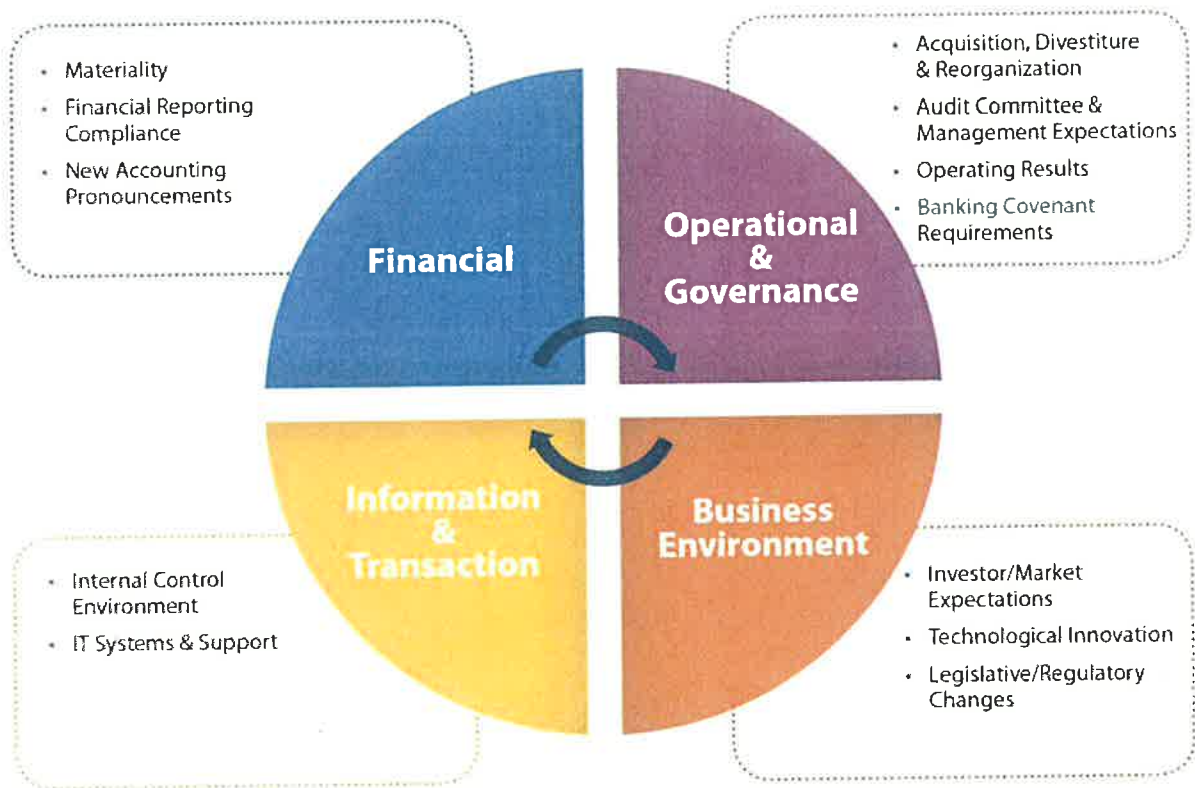 • Materiality
• Financial Reporting
Compliance
• New Accounting
Pronouncements
Financial
Operational
&
Governance
• Acquisition, Divestiture
& Reorganization
• Audit Committee &
Management Expectations
• Operating Results
• Banking Covenant
Requirements
• Internal Control
Environment
• IT Systems & Support
Information
&
Transaction
Business
Environment
• Investor/Market
Expectations
• Technological Innovation
• Legislative/Regulatory
Changes